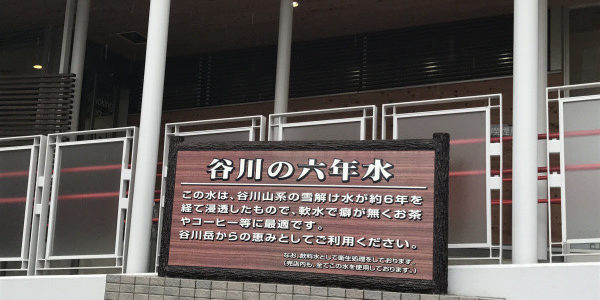 谷川の六年水
この水は、谷川山系の雪解け水が約6年を
経て浸透したもので、軟水で癖が無くお茶
やコーヒー等に最適です。
谷川岳からの恵みとしてご利用ください。
なお、飲料水として衛生処理をしております。
（売店内も、全てこの水を使用しております。）